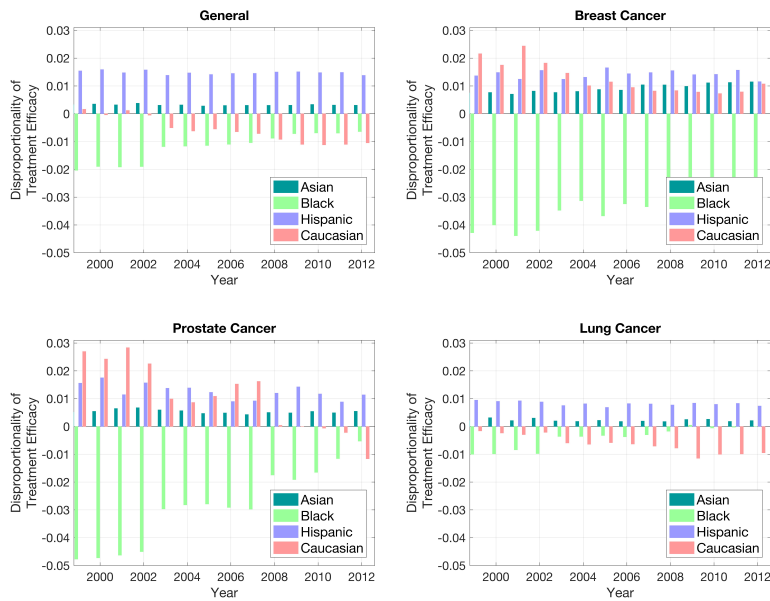 General
0.03
0.02
0.01
0
-0.01
-0.02
-0.03
-0.04
-0.05
Disproportionality of
Treatment Efficacy
2000 2002 2004 2006 2008 2010 2012
Year
Asian
Black
Hispanic
Caucasian
Breast Cancer
0.03
0.02
0.01
0
-0.01
-0.02
-0.03
-0.04
-0.05
Disproportionality of
Treatment Efficacy
2000 2002 2004 2006 2008 2010 2012
Year
Asian
Black
Hispanic
Caucasian
Prostate Cancer
0.03
0.02
0.01
0
-0.01
-0.02
-0.03
-0.04
-0.05
Disproportionality of
Treatment Efficacy
2000 2002 2004 2006 2008 2010 2012
Year
Asian
Black
Hispanic
Caucasian
Lung Cancer
0.03
0.02
0.01
0
-0.01
-0.02
-0.03
-0.04
-0.05
Disproportionality of
Treatment Efficacy
2000 2002 2004 2006 2008 2010 2012
Year
Asian
Black
Hispanic
Caucasian